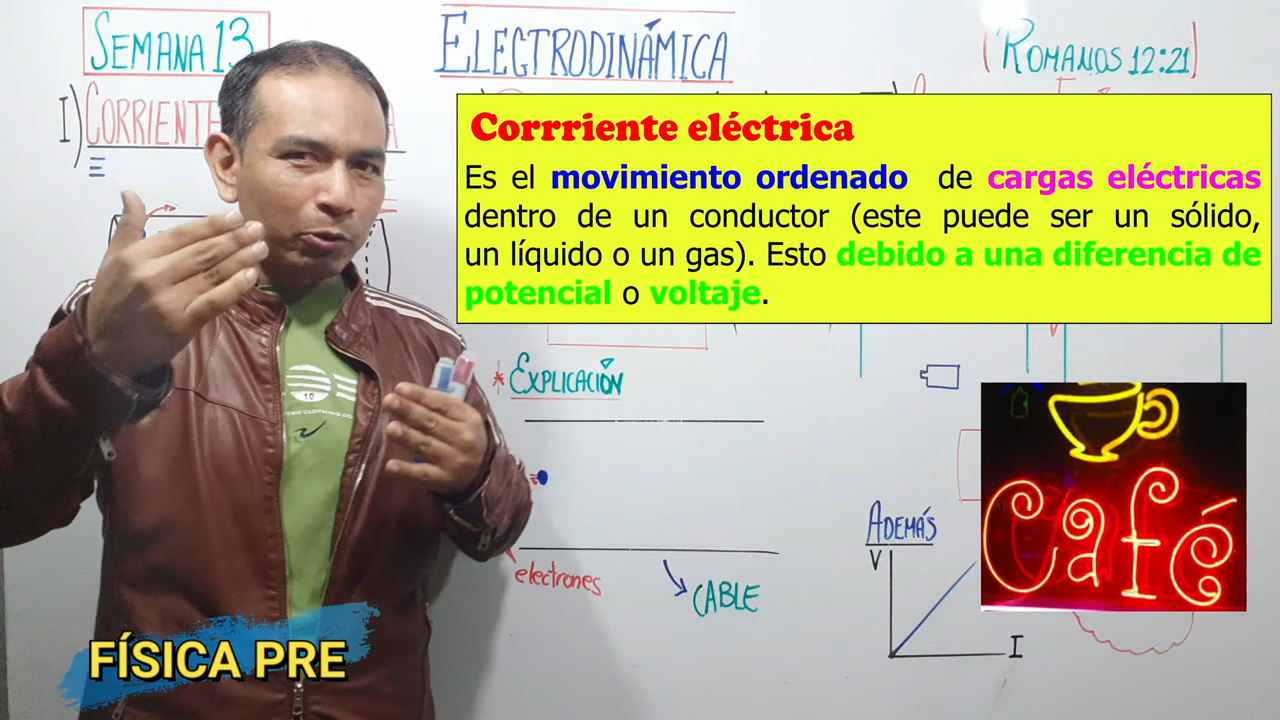 SEMANA 13
ELECTRODINÁMICA
(ROMANOS 12:21)
I) CORRIENTE
E
Corrriente eléctrica
Es el movimiento ordenado de cargas eléctricas
dentro de un conductor (este puede ser un sólido,
un líquido o un gas). Esto debido a una diferencia de
potencial o voltaje.
* EXPLICACIÓN
10
electrones
CABLE
ADEMÁS
V
I
Café
FÍSICA PRE